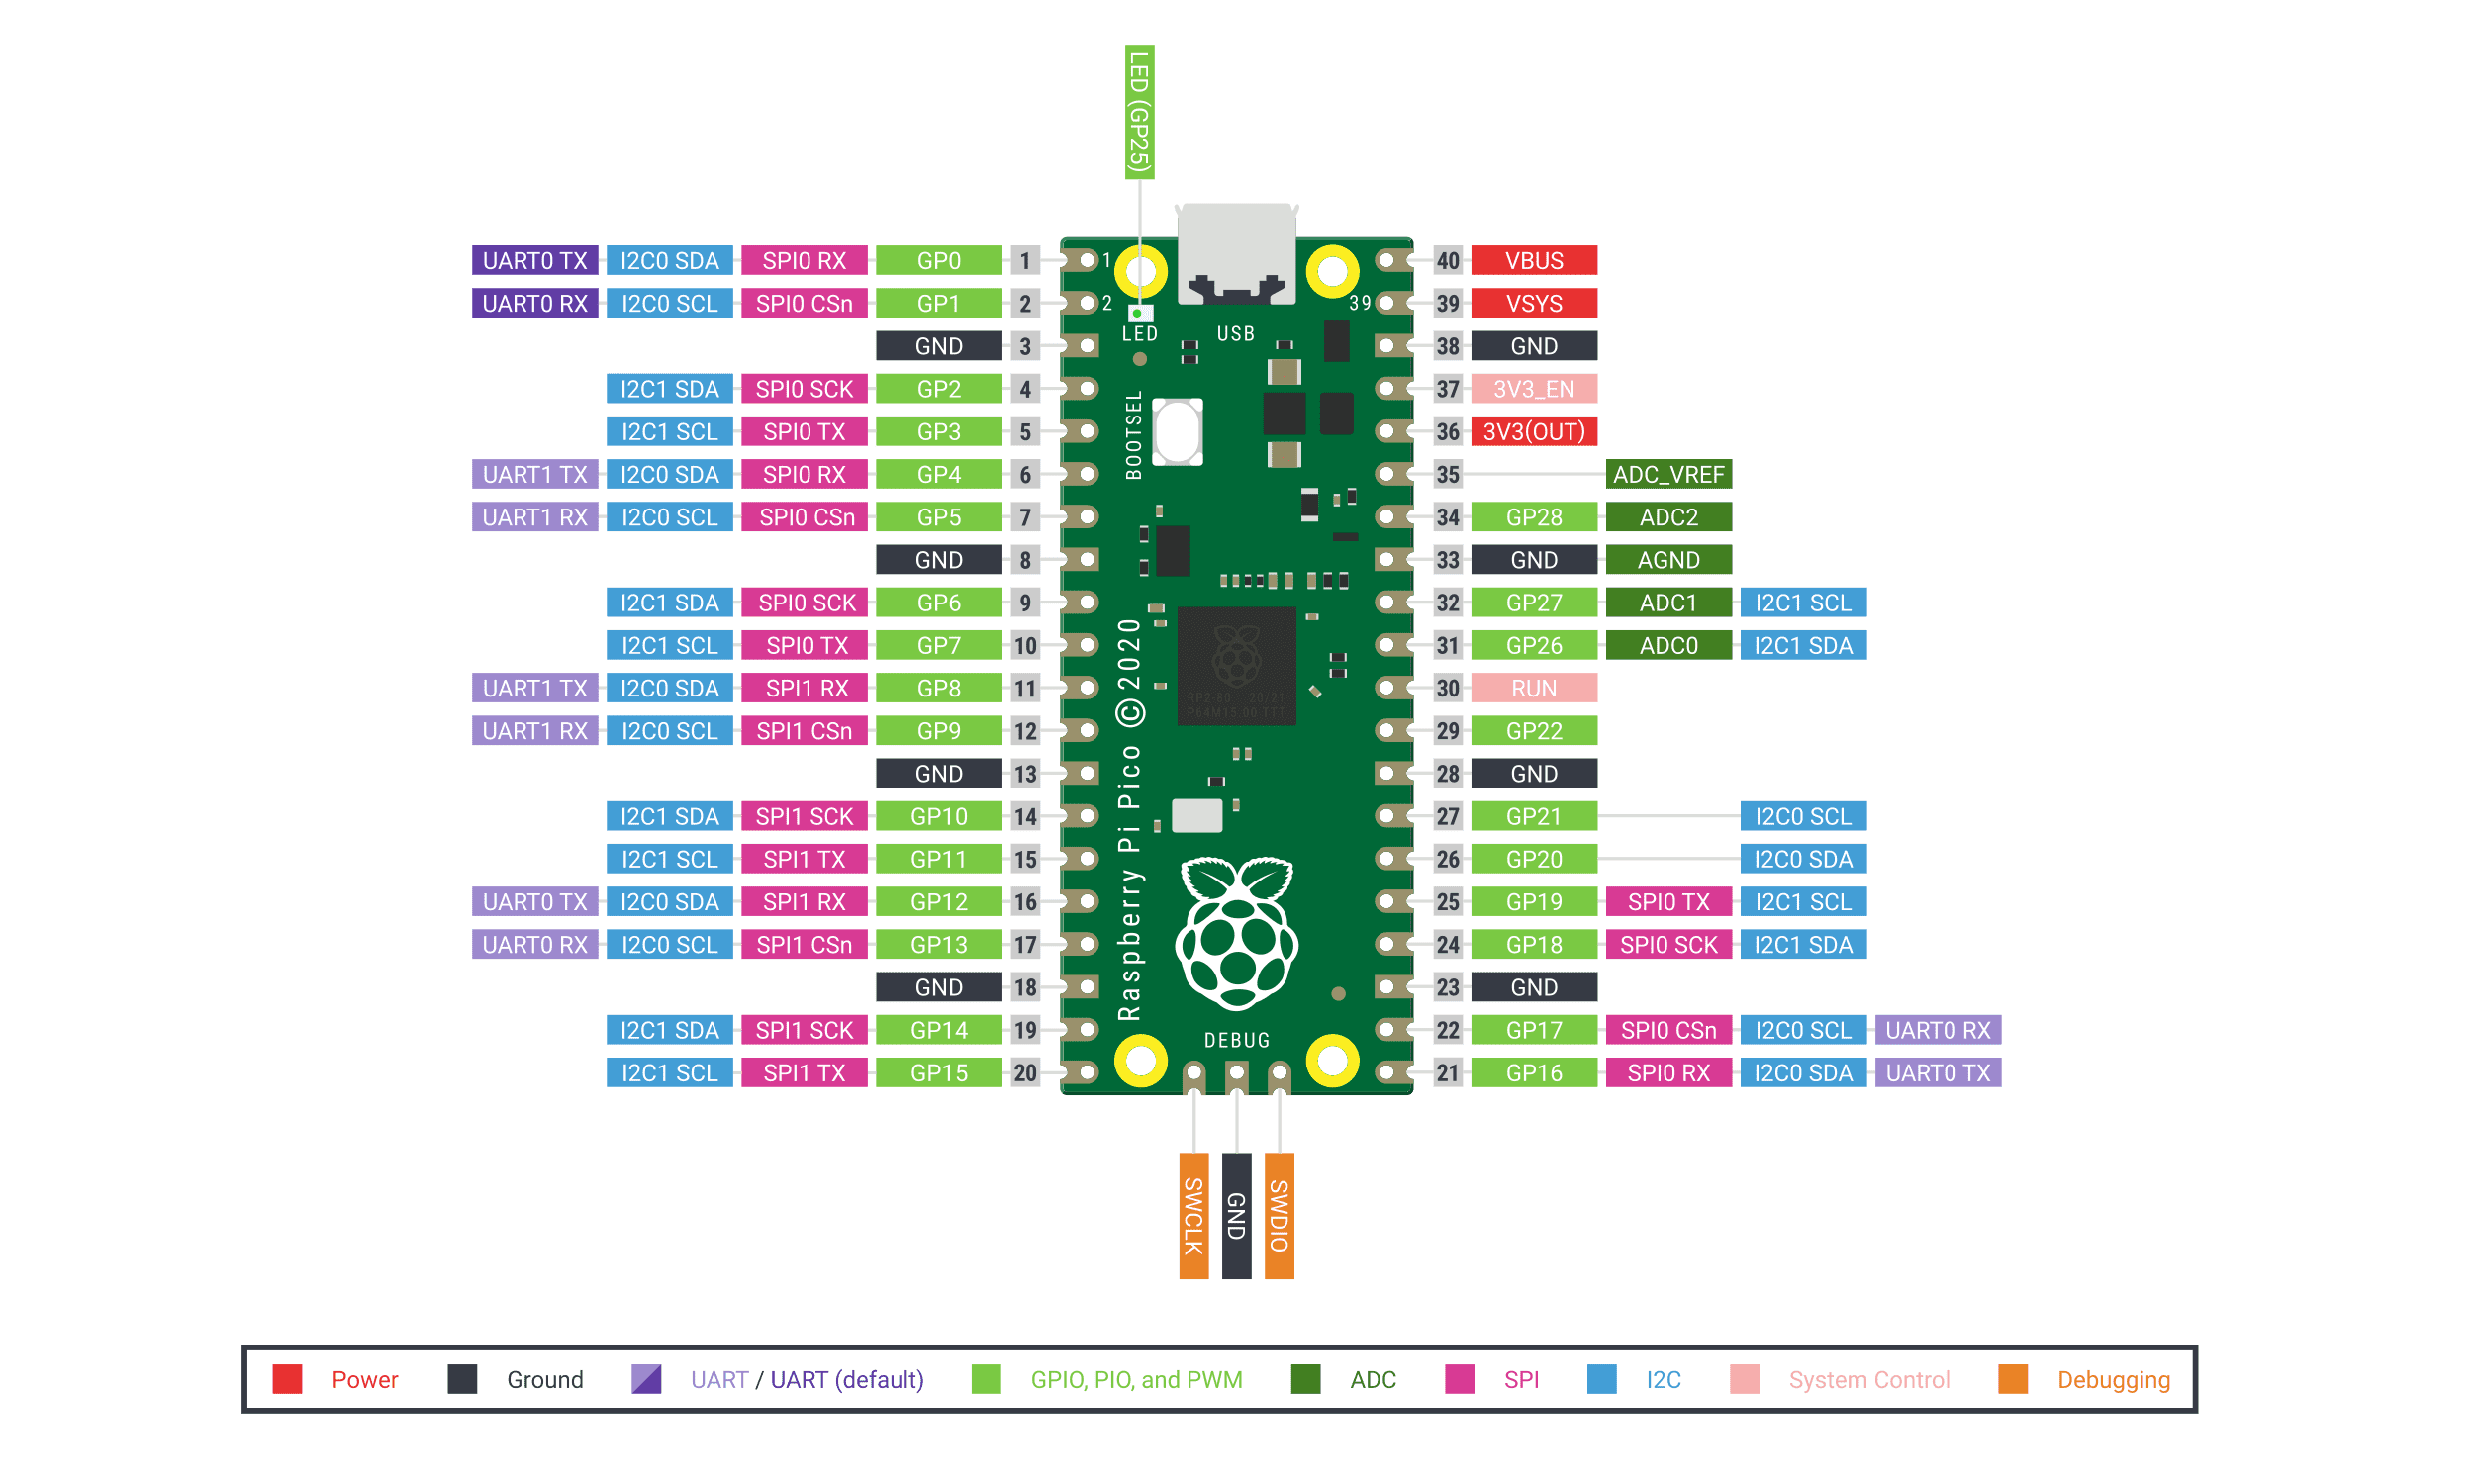 LED (GP25)
UART0 TX I2C0 SDA SPI0 RX GP0 1 1 40 VBUS
UART0 RX I2C0 SCL SPI0 CSn GP1 2 2 39 39 VSYS
LED USB
GND 3 38 GND
I2C1 SDA SPI0 SCK GP2 4 37 3V3_EN
I2C1 SCL SPI0 TX GP3 5 36 3V3(OUT)
BOOTSEL
UART1 TX I2C0 SDA SPI0 RX GP4 6 35 ADC_VREF
UART1 RX I2C0 SCL SPI0 CSn GP5 7 34 GP28 ADC2
GND 8 33 GND AGND
I2C1 SDA SPI0 SCK GP6 9 32 GP27 ADC1 I2C1 SCL
I2C1 SCL SPI0 TX GP7 10 31 GP26 ADC0 I2C1 SDA
UART1 TX I2C0 SDA SPI1 RX GP8 11 30 RUN
RP2-80 20/21
P64M15.00 TTT
UART1 RX I2C0 SCL SPI1 CSn GP9 12 29 GP22
GND 13 28 GND
I2C1 SDA SPI1 SCK GP10 14 27 GP21 I2C0 SCL
Raspberry Pi Pico ©2020
I2C1 SCL SPI1 TX GP11 15 26 GP20 I2C0 SDA
UART0 TX I2C0 SDA SPI1 RX GP12 16 25 GP19 SPI0 TX I2C1 SCL
UART0 RX I2C0 SCL SPI1 CSn GP13 17 24 GP18 SPI0 SCK I2C1 SDA
GND 18 23 GND
I2C1 SDA SPI1 SCK GP14 19 22 GP17 SPI0 CSn I2C0 SCL UART0 RX
DEBUG
I2C1 SCL SPI1 TX GP15 20 21 GP16 SPI0 RX I2C0 SDA UART0 TX
SWCLK GND SWDIO
Power Ground UART / UART (default) GPIO, PIO, and PWM ADC SPI I2C System Control Debugging